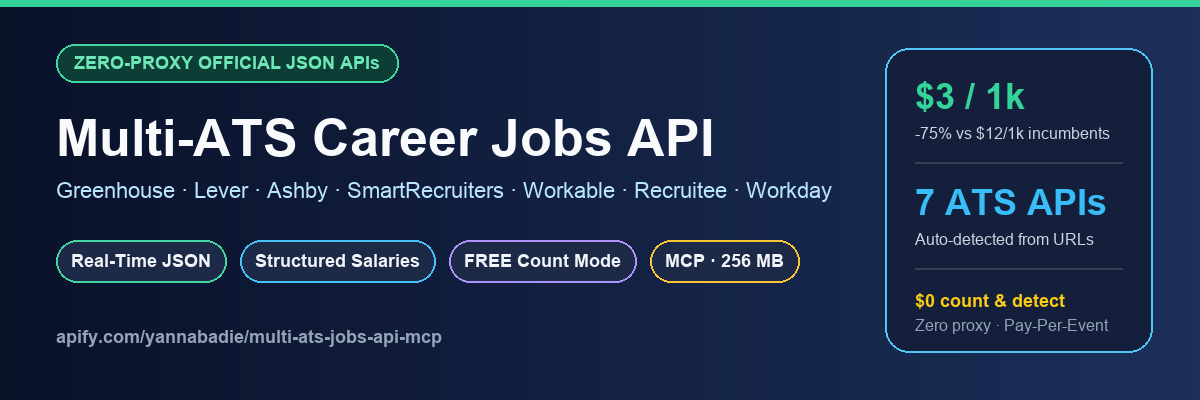 ZERO-PROXY OFFICIAL JSON APIs
Multi-ATS Career Jobs API
Greenhouse · Lever · Ashby · SmartRecruiters · Workable · Recruitee · Workday
Real-Time JSON
Structured Salaries
FREE Count Mode
MCP · 256 MB
apify.com/yannabadie/multi-ats-jobs-api-mcp
$3 / 1k
-75% vs $12/1k incumbents
7 ATS APIs
Auto-detected from URLs
$0 count & detect
Zero proxy · Pay-Per-Event